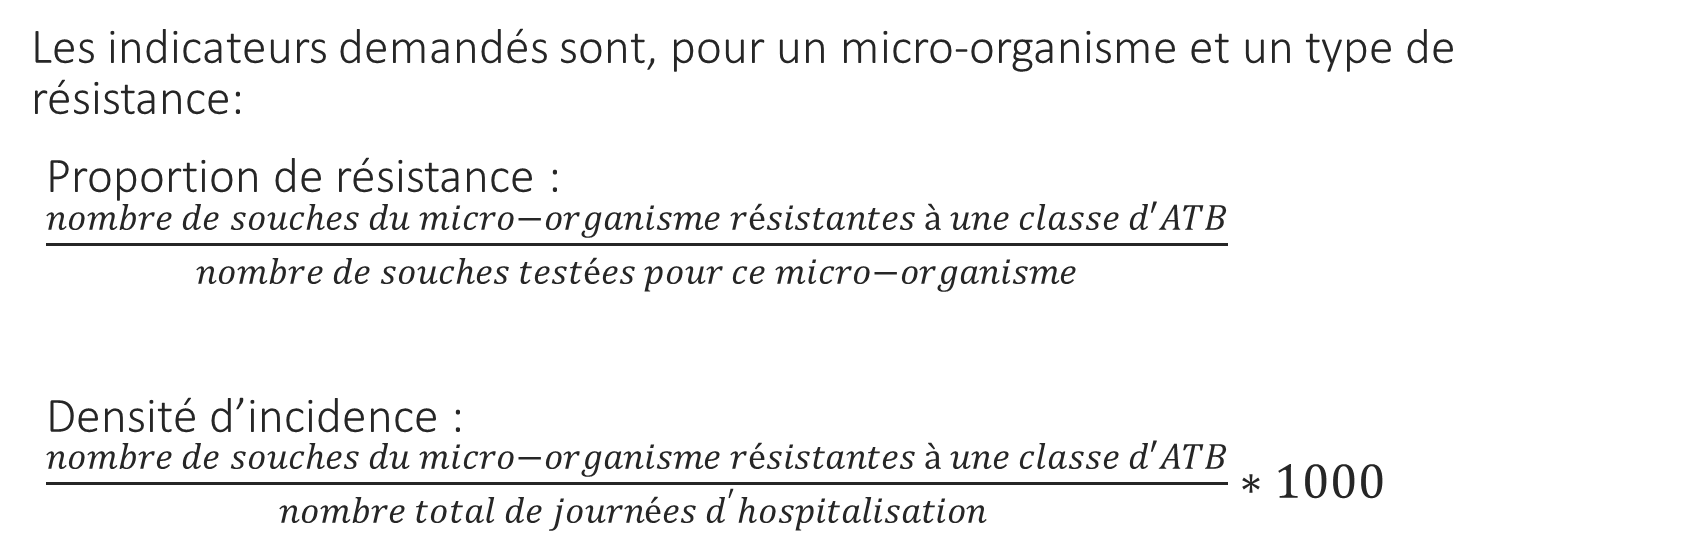 Les indicateurs demandés sont, pour un micro-organisme et un type de
résistance:
Proportion de résistance :
nombre de souches du micro−organisme résistantes à une classe d′ATB
nombre de souches testées pour ce micro−organisme
Densité d’incidence :
nombre de souches du micro−organisme résistantes à une classe d′ATB
nombre total de journées d′hospitalisation
∗ 1000